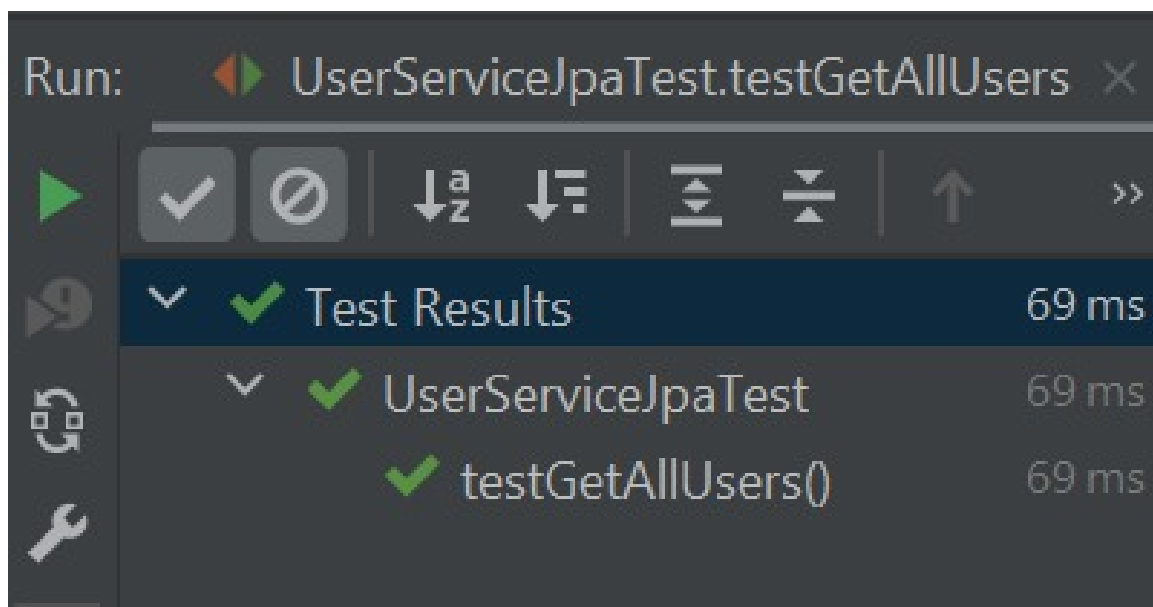 Run: UserServiceJpaTest.testGetAllUsers
Test Results 69 ms
UserServiceJpaTest 69 ms
testGetAllUsers() 69 ms